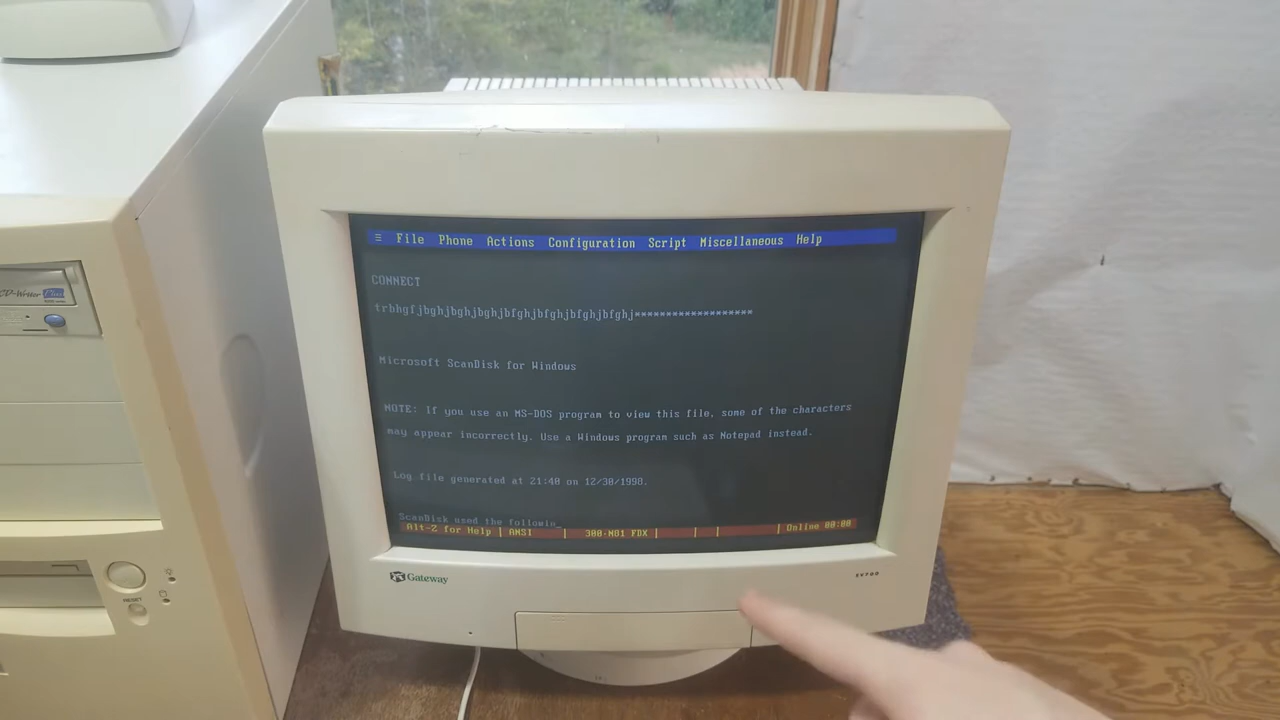 ≡ File Phone Actions Configuration Script Miscellaneous Help
CONNECT
trbhgfjbghjbghjbghjbfghjbfghjbfghjbfghj*******************
Microsoft ScanDisk for Windows
NOTE: If you use an MS-DOS program to view this file, some of the characters
may appear incorrectly. Use a Windows program such as Notepad instead.
Log file generated at 21:40 on 12/30/1998.
ScanDisk used the followin_
Alt-Z for Help | ANSI | 300-N81 FDX | | | | Online 00:00
Gateway
EV700
CD-Writer Plus
RESET